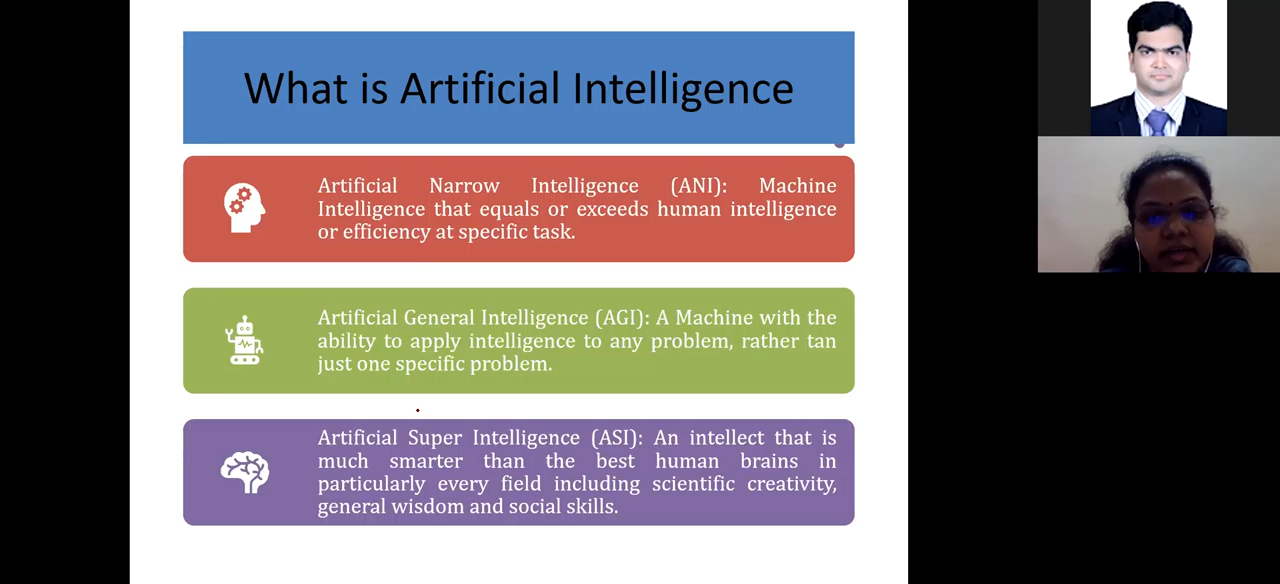 What is Artificial Intelligence
Artificial Narrow Intelligence (ANI): Machine
Intelligence that equals or exceeds human intelligence
or efficiency at specific task.
Artificial General Intelligence (AGI): A Machine with the
ability to apply intelligence to any problem, rather tan
just one specific problem.
Artificial Super Intelligence (ASI): An intellect that is
much smarter than the best human brains in
particularly every field including scientific creativity,
general wisdom and social skills.